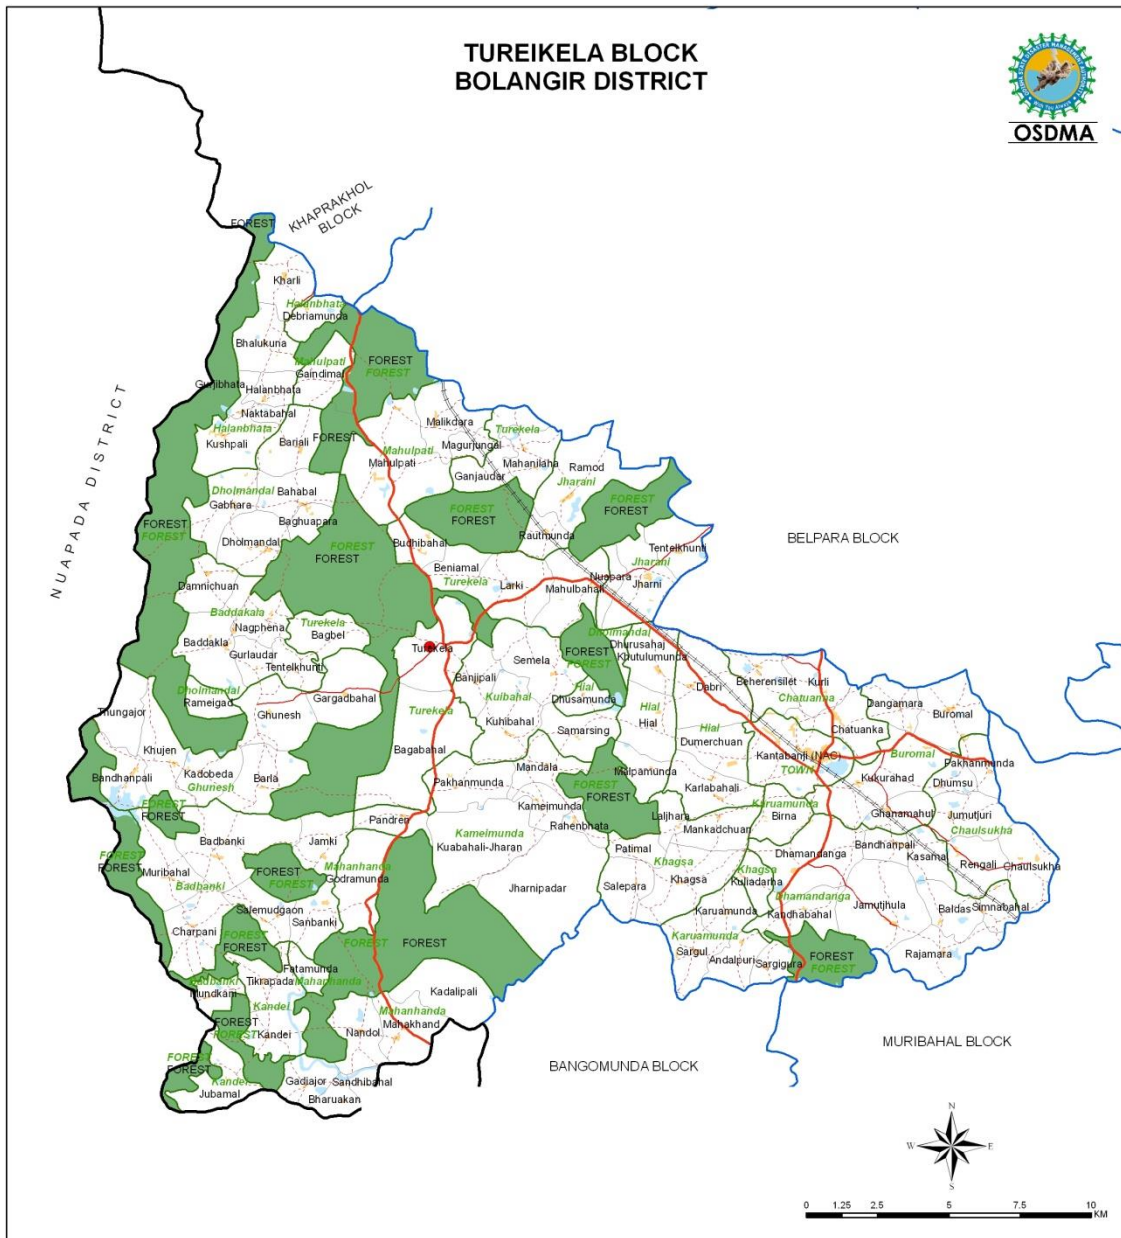 TUREIKELA BLOCK
BOLANGIR DISTRICT
OSDMA
KHAPRAKHOL
BLOCK
FOREST
Kharli
Halanbhata
Debriamunda
Bhalukuna
Mahulpati
Gaindimal
FOREST
FOREST
Gurjibhata
Halanbhata
Naktabahal
Halanbhata
Kushpali
Bariali
FOREST
Mahulpati
Mahulpati
Malikdara
Magurjungal
Turekela
Mahanilaha
Ramod
Ganjaudar
Jharani
Dholmandal
Bahabal
Gabhara
Baghuapara
FOREST
FOREST
FOREST
FOREST
FOREST
FOREST
NUAPADA DISTRICT
Dholmandal
FOREST
FOREST
Budhibahal
Rautmunda
Tentelkhunti
BELPARA BLOCK
Beniamal
Turekela
Larki
Mahulbahali
Nuapara
Jharani
Jharni
Damnichuan
Baddakala
Nagphena
Turekela
Bagbel
Baddakla
Gurlaudar
Tentelkhunti
Turekela
Dholmandal
Dhurusahaj
Khutulumunda
FOREST
FOREST
Semela
Banjipali
Dholmandal
Rameigad
Gargadbahal
Ghunesh
Kuibahal
Hial
Dhusamunda
Dabri
Beherensilet
Kurli
Chatuanna
Dangamara
Buromal
Thungajor
Turekela
Kuhibahal
Samarsing
Hial
Hial
Hial
Dumerchuan
Chatuanka
Khujen
Bagabahal
Kantabanji (NAC)
Buromal
Bandhanpali
Kadobeda
Barla
Ghunesh
Pakhanmunda
Mandala
Malpamunda
TOWN
Pakhanmunda
Kukurahad
Dhumsu
FOREST
FOREST
FOREST
FOREST
Karlabahali
Karuamunda
Birna
Kameimunda
Laljhara
Ghanamahul
Jumutjuri
Pandren
Rahenbhata
Mankadchuan
Chaulsukha
Badbanki
Jamki
Kameimunda
Kuabahali-Jharan
Patimal
Dhamandanga
Bandhanpali
Kasamal
FOREST
FOREST
Mahanhanda
Godramunda
Khagsa
Khagsa
Rengali
Chaulsukha
Muribahal
FOREST
FOREST
Badbanki
Jharnipadar
Salepara
Khagsa
Kuliadarha
Dhamandanga
Jamutjhula
Salemudgaon
Sanbanki
Karuamunda
Kandhabahal
Baldas
Simnabahal
Charpani
FOREST
FOREST
FOREST
FOREST
Karuamunda
Sargul
Andalpuri
Sargigura
FOREST
FOREST
Rajamara
Fatamunda
Badbanki
Mundkani
Tikrapada
Mahanhanda
Kadalipali
Kandei
Mahanhanda
Mahakhand
FOREST
FOREST
Kandei
Nandol
FOREST
FOREST
BANGOMUNDA BLOCK
MURIBAHAL BLOCK
Kandei
Jubamal
Gadiajor
Sandhibahal
Bharuakan
N
W
E
S
0 1.25 2.5 5 7.5 10
KM